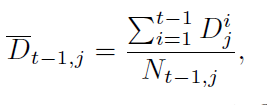 $\overline{D}_{t-1,j} = \frac{\sum_{i=1}^{t-1} D_j^i}{N_{t-1,j}},$